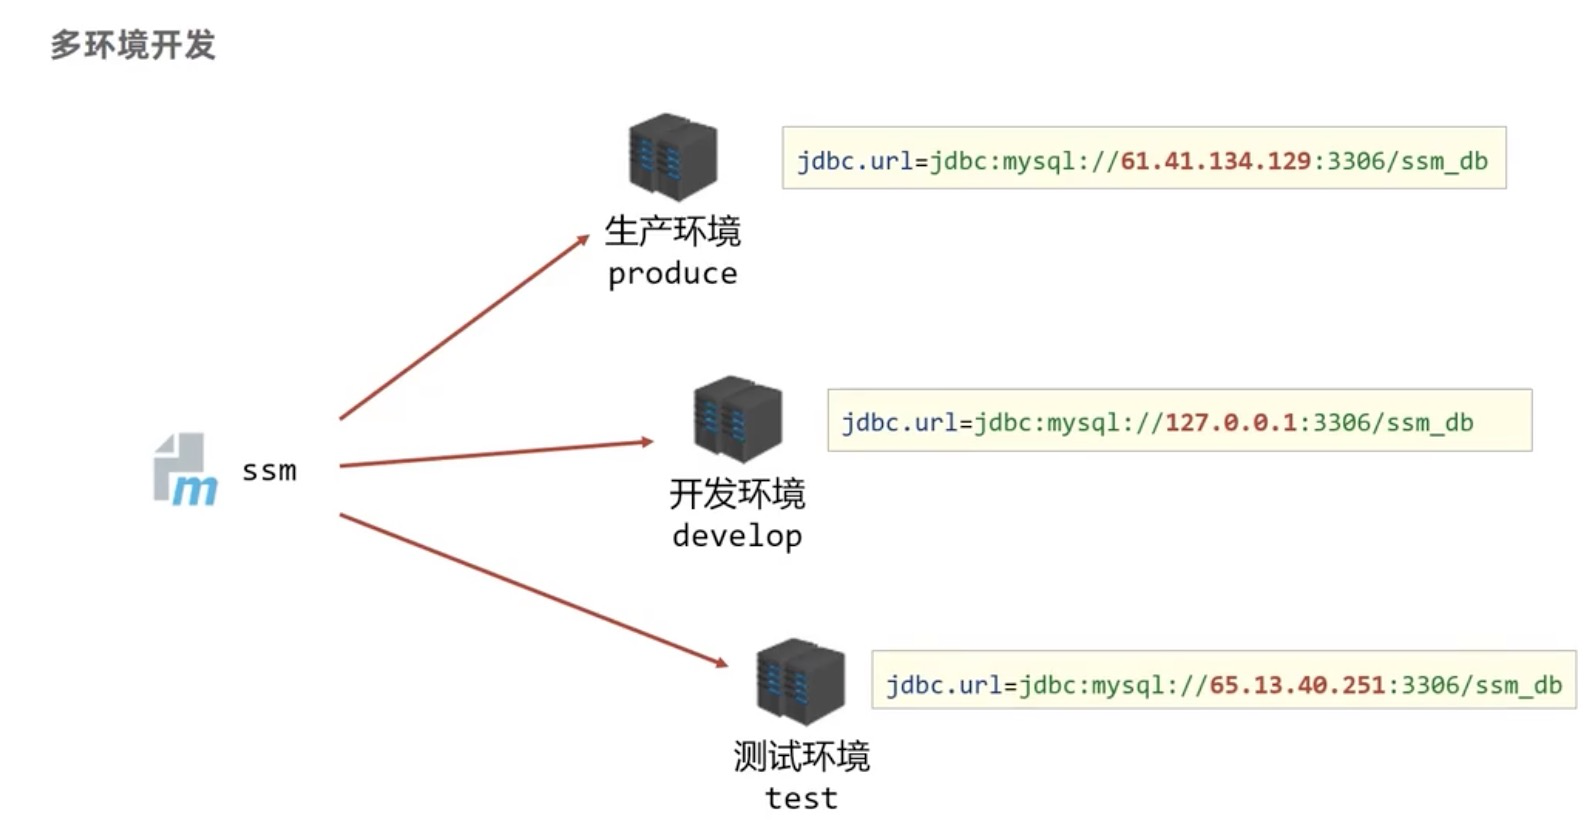 多环境开发
jdbc.url=jdbc:mysql://61.41.134.129:3306/ssm_db
生产环境
produce
jdbc.url=jdbc:mysql://127.0.0.1:3306/ssm_db
m
ssm
开发环境
develop
jdbc.url=jdbc:mysql://65.13.40.251:3306/ssm_db
测试环境
test